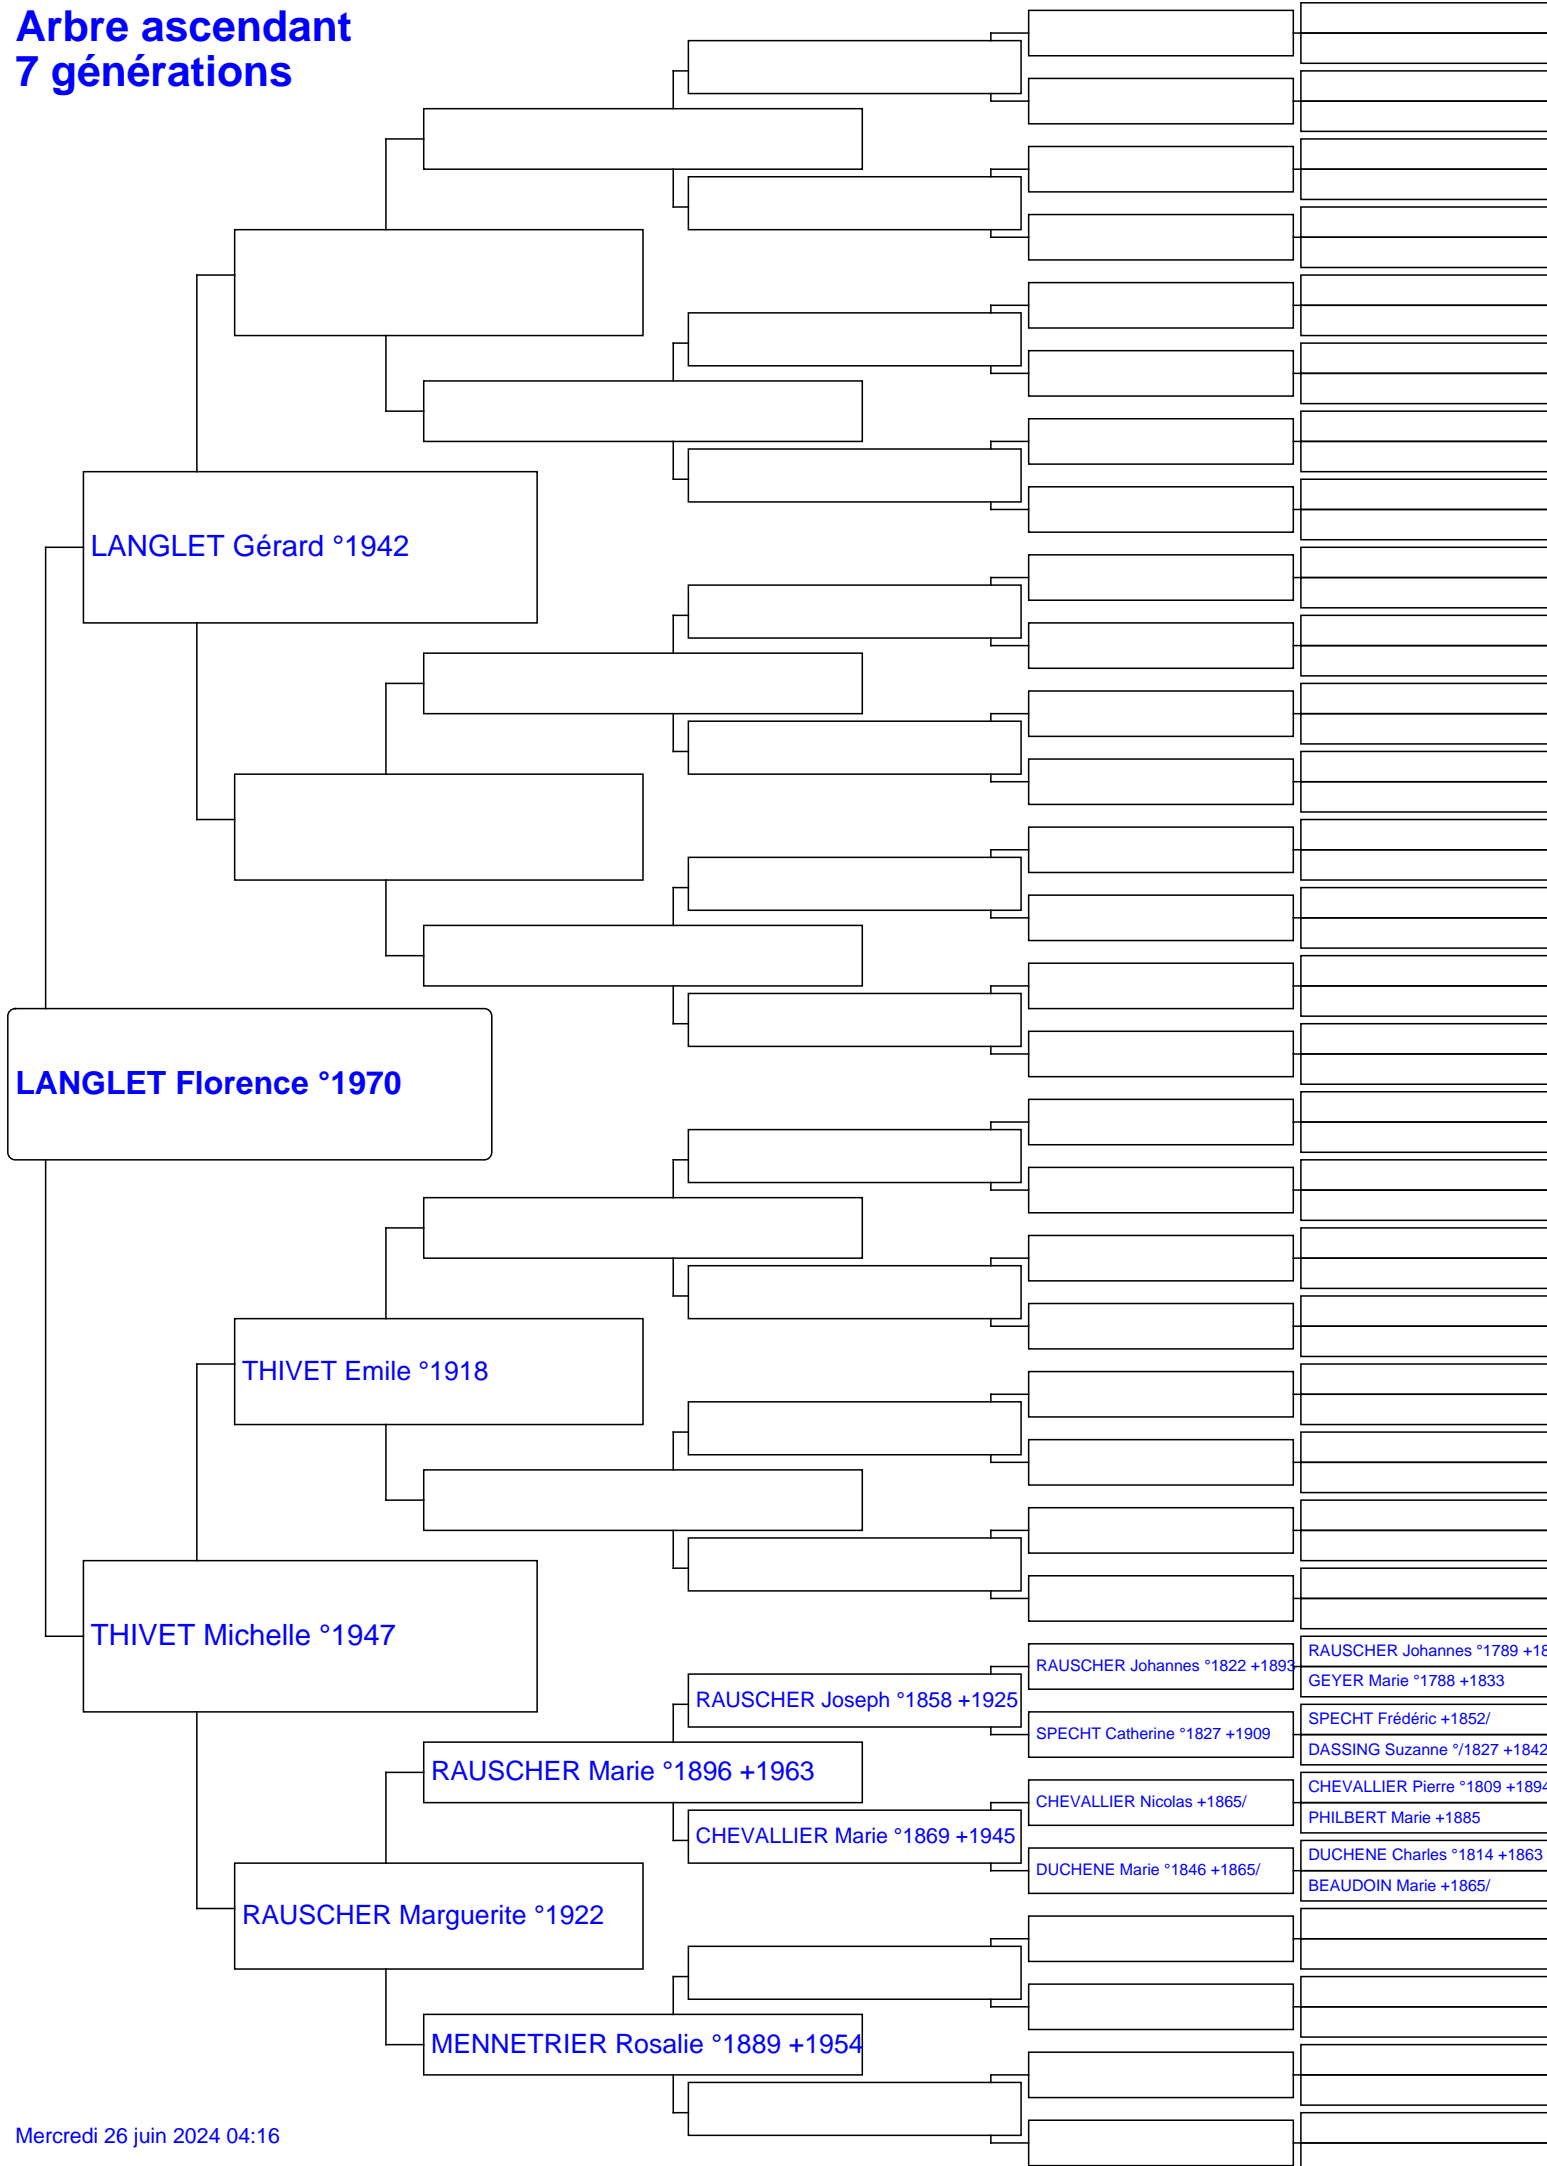 Arbre ascendant
7 générations
LANGLET Gérard °1942
LANGLET Florence °1970
THIVET Emile °1918
THIVET Michelle °1947
RAUSCHER Johannes °1789 +18
RAUSCHER Johannes °1822 +1893
GEYER Marie °1788 +1833
RAUSCHER Joseph °1858 +1925
SPECHT Frédéric +1852/
SPECHT Catherine °1827 +1909
DASSING Suzanne °/1827 +1842
RAUSCHER Marie °1896 +1963
CHEVALLIER Pierre °1809 +1894
CHEVALLIER Nicolas +1865/
PHILBERT Marie +1885
CHEVALLIER Marie °1869 +1945
DUCHENE Charles °1814 +1863
DUCHENE Marie °1846 +1865/
BEAUDOIN Marie +1865/
RAUSCHER Marguerite °1922
MENNETRIER Rosalie °1889 +1954
Mercredi 26 juin 2024 04:16